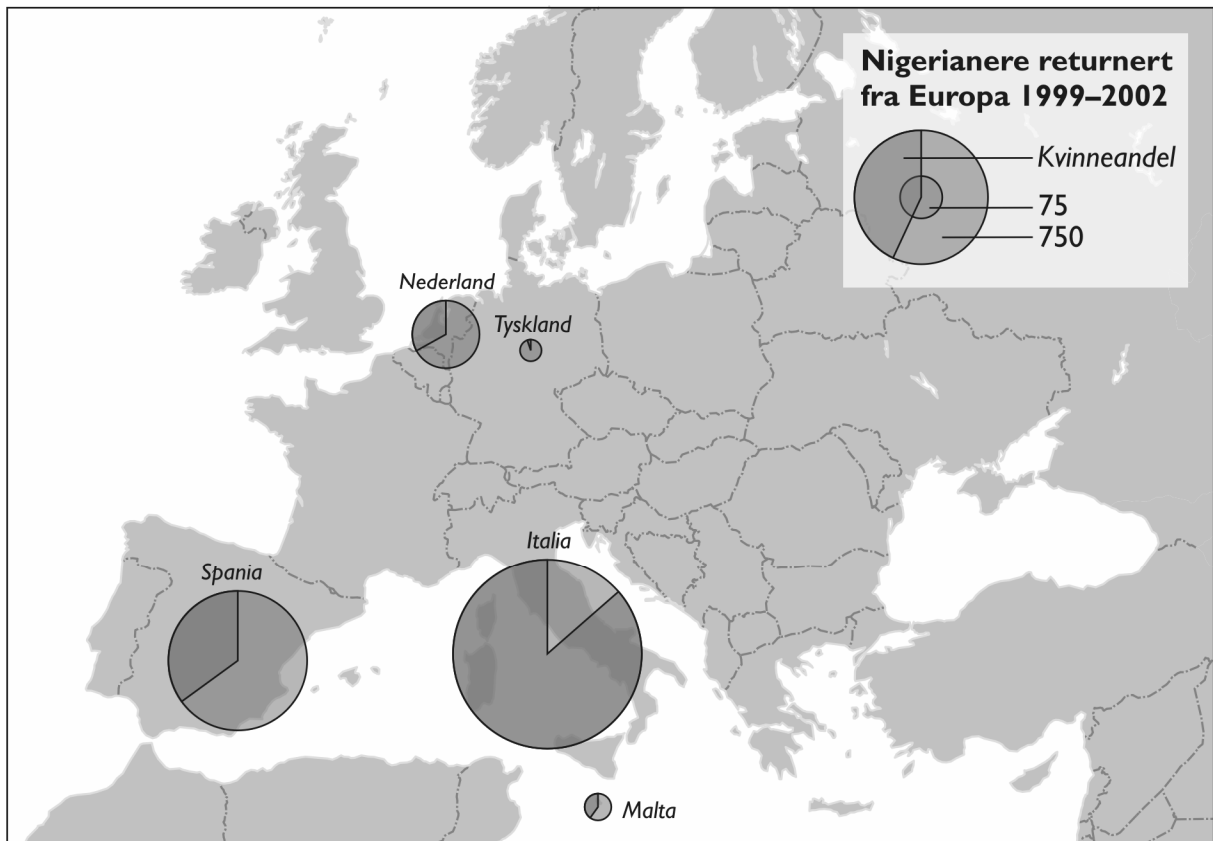 Nigerianere returnert
fra Europa 1999–2002
Kvinneandel
75
750
Nederland
Tyskland
Italia
Spania
Malta